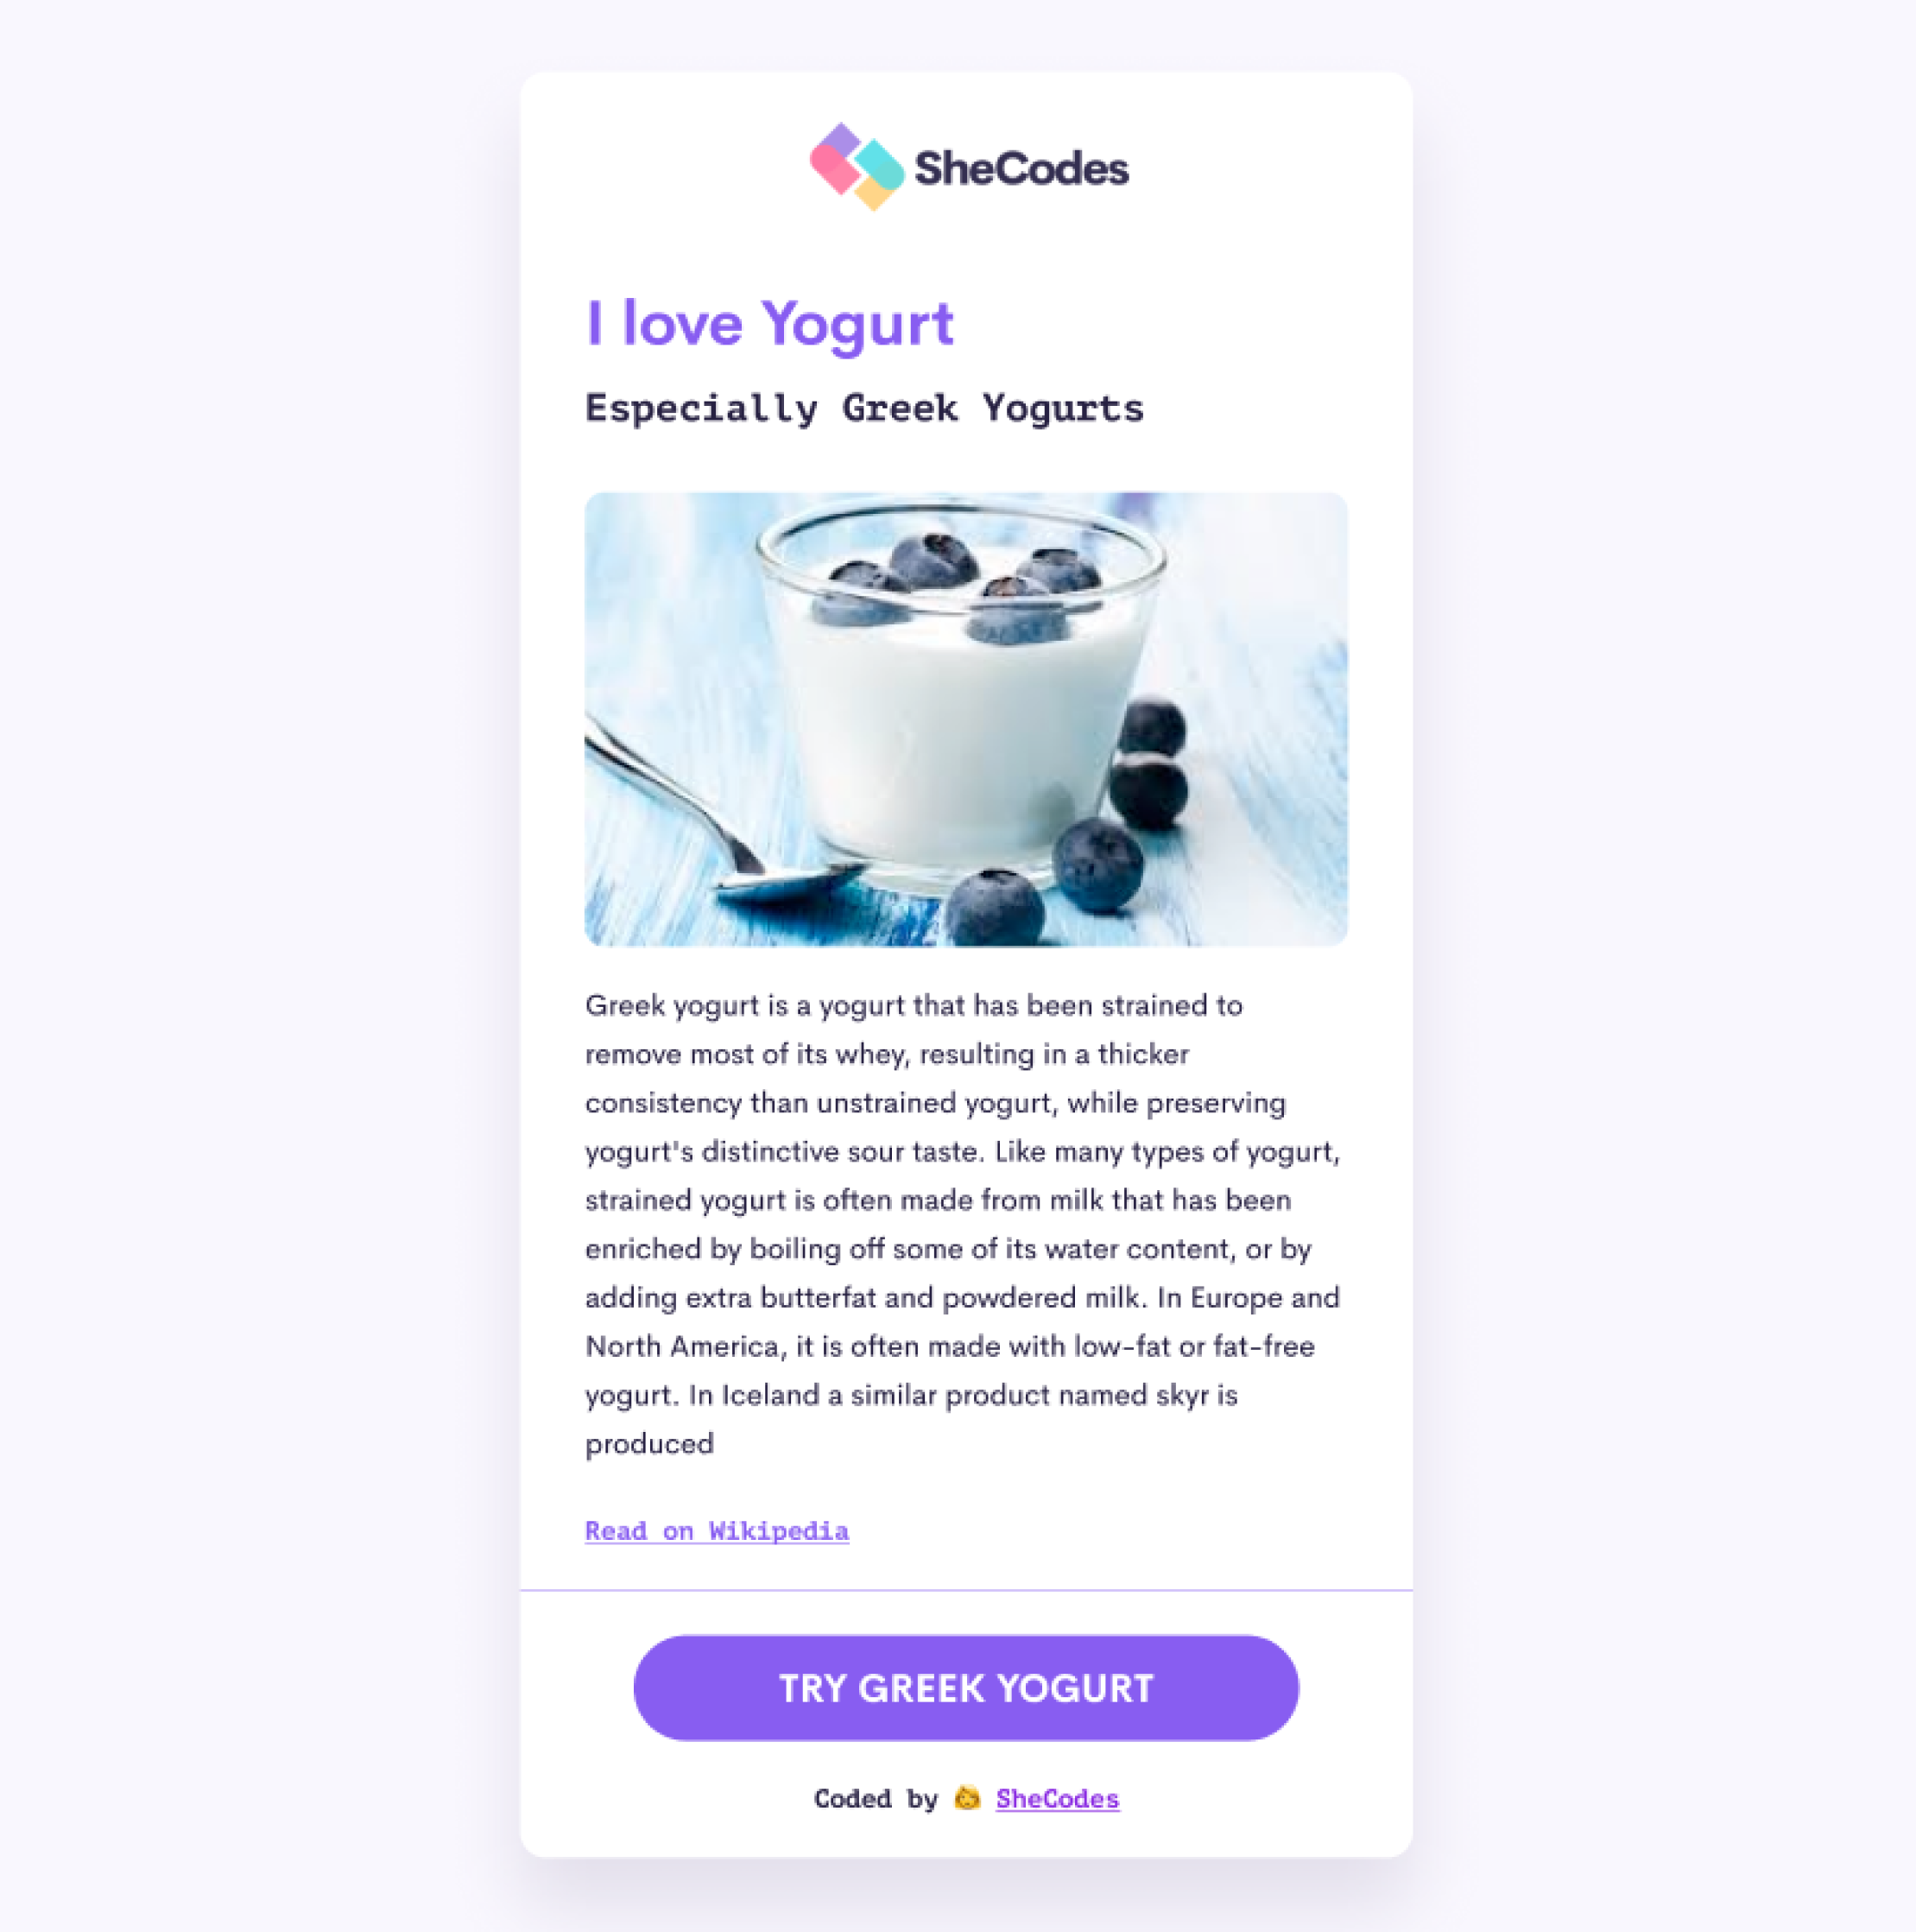 SheCodes
I love Yogurt
Especially Greek Yogurts
Greek yogurt is a yogurt that has been strained to
remove most of its whey, resulting in a thicker
consistency than unstrained yogurt, while preserving
yogurt's distinctive sour taste. Like many types of yogurt,
strained yogurt is often made from milk that has been
enriched by boiling off some of its water content, or by
adding extra butterfat and powdered milk. In Europe and
North America, it is often made with low-fat or fat-free
yogurt. In Iceland a similar product named skyr is
produced
Read on Wikipedia
TRY GREEK YOGURT
Coded by 👩 SheCodes